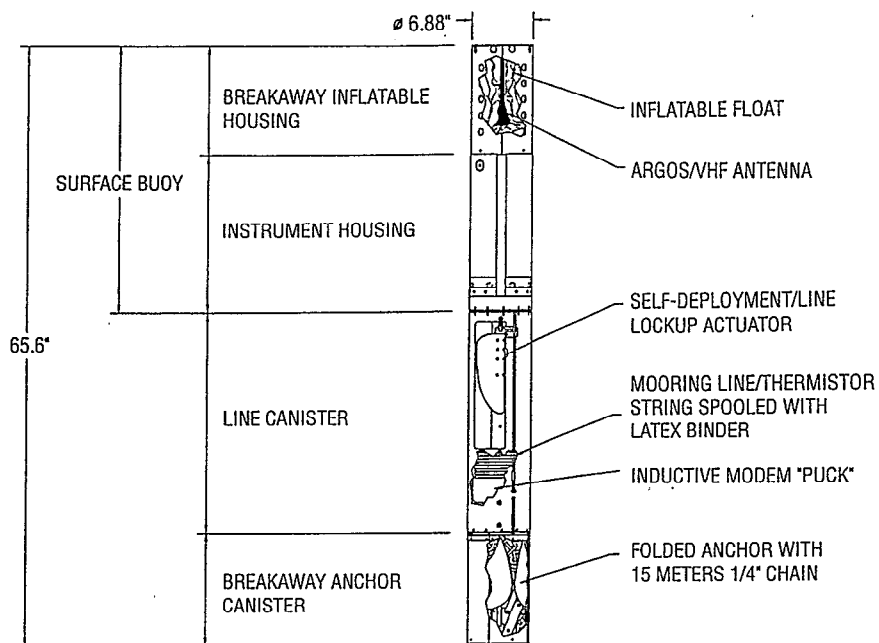 ø 6.88"
BREAKAWAY INFLATABLE
HOUSING
INFLATABLE FLOAT
ARGOS/VHF ANTENNA
SURFACE BUOY
INSTRUMENT HOUSING
SELF-DEPLOYMENT/LINE
LOCKUP ACTUATOR
65.6"
MOORING LINE/THERMISTOR
STRING SPOOLED WITH
LATEX BINDER
LINE CANISTER
INDUCTIVE MODEM "PUCK"
FOLDED ANCHOR WITH
15 METERS 1/4" CHAIN
BREAKAWAY ANCHOR
CANISTER